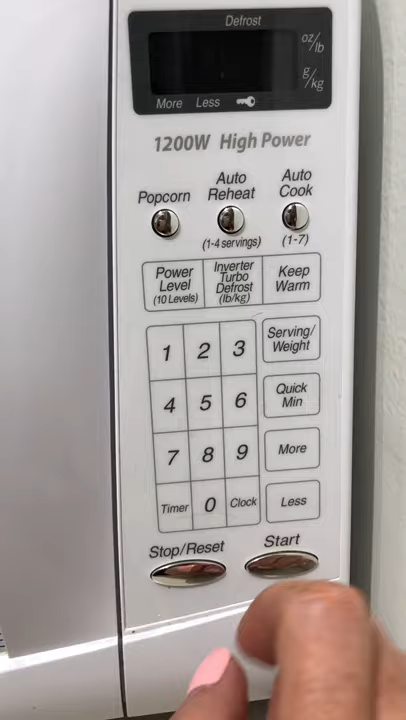 Defrost
oz/lb
g/kg
More Less
1200W High Power
Popcorn
Auto
Reheat
(1-4 servings)
Auto
Cook
(1-7)
Power
Level
(10 Levels)
Inverter
Turbo
Defrost
(lb/kg)
Keep
Warm
1 2 3
Serving/
Weight
4 5 6
Quick
Min
7 8 9
More
Timer 0 Clock
Less
Stop/Reset
Start